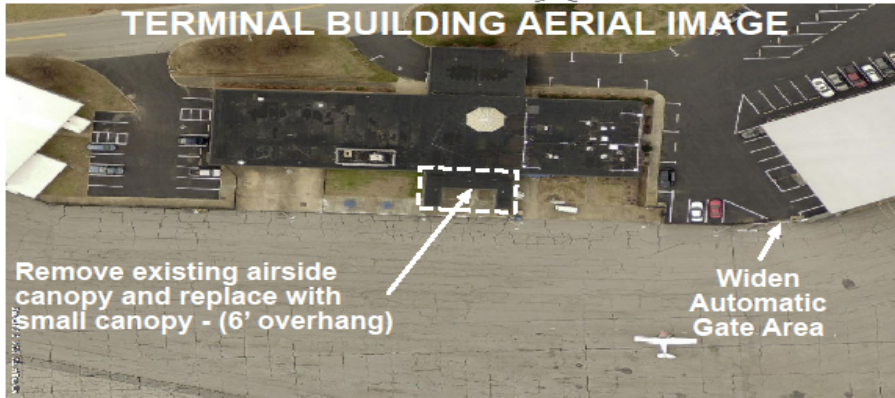 TERMINAL BUILDING AERIAL IMAGE
Remove existing airside
canopy and replace with
small canopy - (6' overhang)
Widen
Automatic
Gate Area